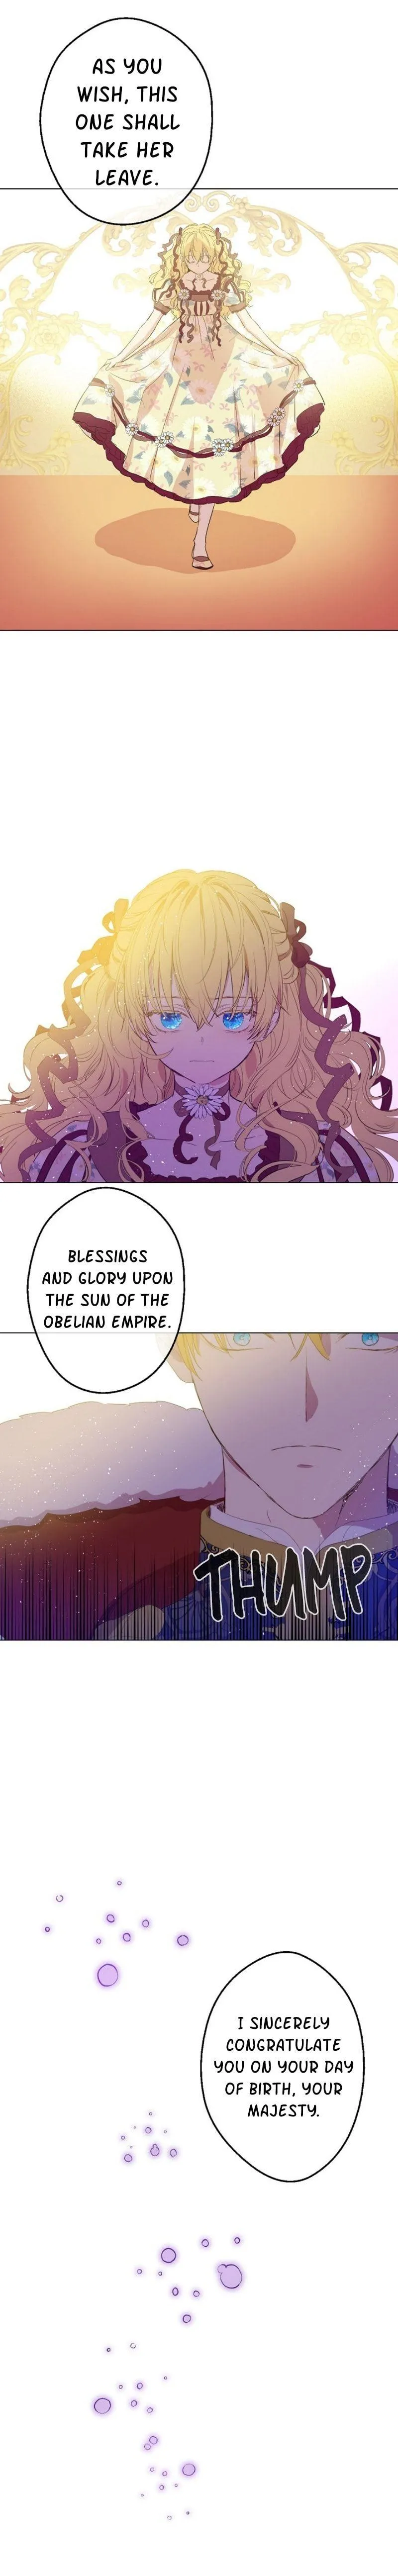 AS YOU
WISH, THIS
ONE SHALL
TAKE HER
LEAVE.
BLESSINGS
AND GLORY UPON
THE SUN OF THE
OBELIAN EMPIRE.
THUMP
I SINCERELY
CONGRATULATE
YOU ON YOUR DAY
OF BIRTH, YOUR
MAJESTY.